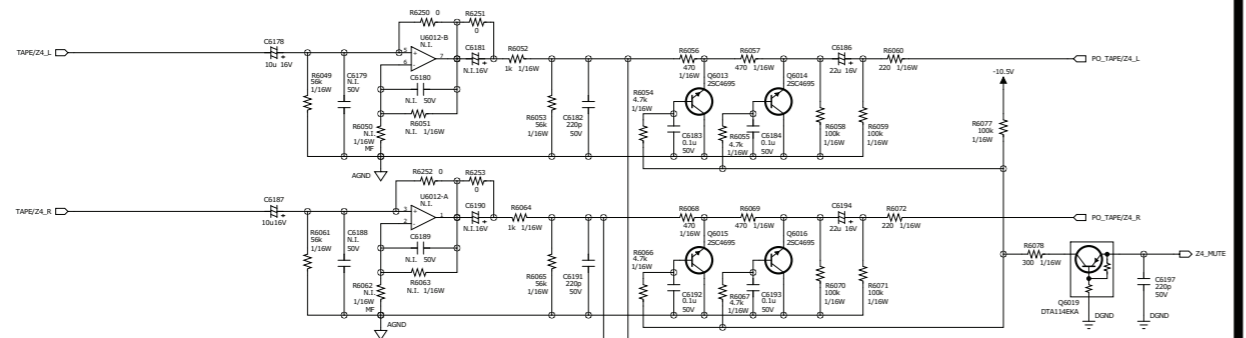 R6250 0
R6251
0
C6178
10u 16V
TAPE/Z4_L
U6012-B
N.I.
5
6
7
C6181
N.I.16V
R6052
1k 1/16W
R6056
470
1/16W
R6057
470 1/16W
C6186
22u 16V
R6060
220 1/16W
PO_TAPE/Z4_L
R6049
56k
1/16W
C6179
N.I.
50V
C6180
N.I. 50V
R6050
N.I.
1/16W
MF
R6051
N.I. 1/16W
R6053
56k
1/16W
C6182
220p
50V
R6054
4.7k
1/16W
Q6013
2SC4695
Q6014
2SC4695
C6183
0.1u
50V
R6055
4.7k
1/16W
C6184
0.1u
50V
R6058
100k
1/16W
R6059
100k
1/16W
-10.5V
R6077
100k
1/16W
AGND
R6252 0
R6253
0
C6187
10u16V
TAPE/Z4_R
U6012-A
N.I.
3
2
1
C6190
N.I.16V
R6064
1k 1/16W
R6068
470
1/16W
R6069
470 1/16W
C6194
22u 16V
R6072
220 1/16W
PO_TAPE/Z4_R
R6061
56k
1/16W
C6188
N.I.
50V
C6189
N.I. 50V
R6062
N.I.
1/16W
MF
R6063
N.I. 1/16W
R6065
56k
1/16W
C6191
220p
50V
R6066
4.7k
1/16W
Q6015
2SC4695
Q6016
2SC4695
C6192
0.1u
50V
R6067
4.7k
1/16W
C6193
0.1u
50V
R6070
100k
1/16W
R6071
100k
1/16W
R6078
300 1/16W
Z4_MUTE
Q6019
DTA114EKA
C6197
220p
50V
DGND
DGND
AGND